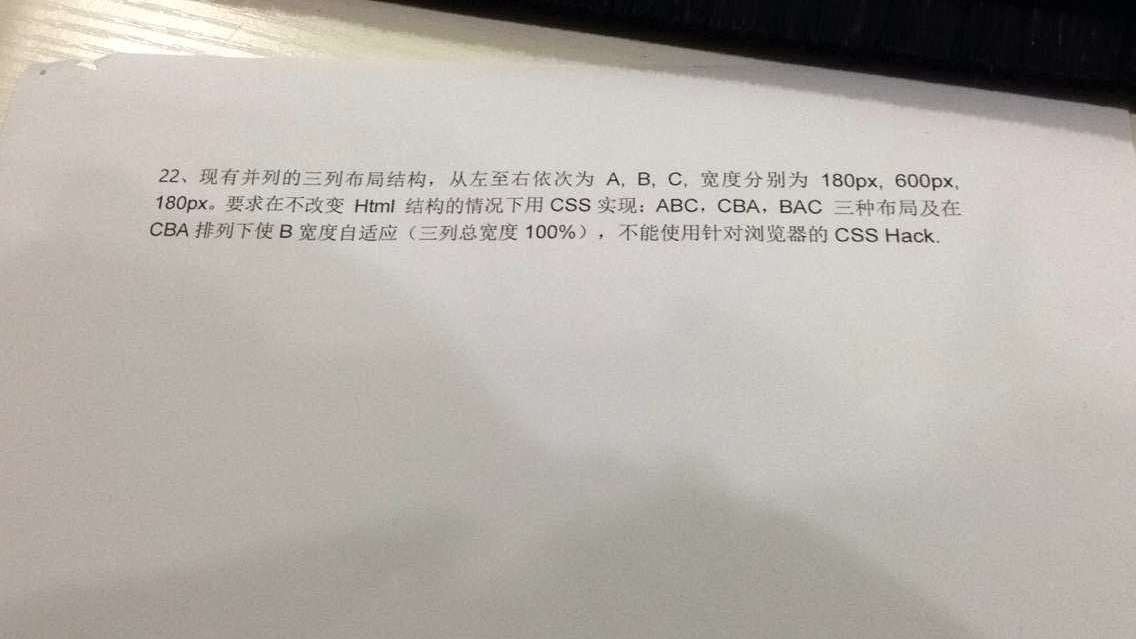 22、现有并列的三列布局结构，从左至右依次为 A, B, C, 宽度分别为 180px, 600px,
180px。要求在不改变 Html 结构的情况下用 CSS 实现：ABC，CBA，BAC 三种布局及在
CBA 排列下使 B 宽度自适应（三列总宽度 100%），不能使用针对浏览器的 CSS Hack.